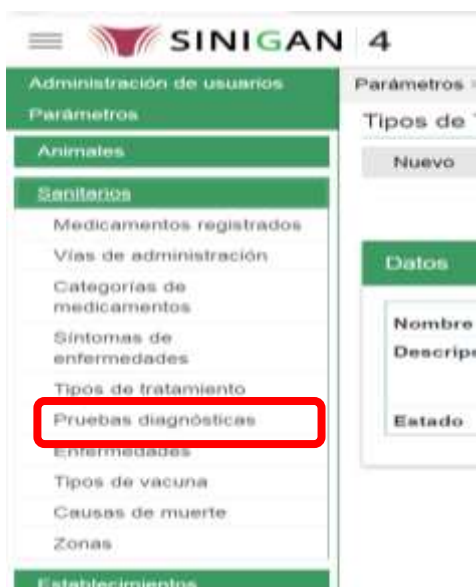 SINIGAN 4
Administración de usuarios
Parámetros
Animales
Sanitarios
Medicamentos registrados
Vías de administración
Categorías de
medicamentos
Síntomas de
enfermedades
Tipos de tratamiento
Pruebas diagnósticas
Enfermedades
Tipos de vacuna
Causas de muerte
Zonas
Establecimientos
Parámetros
Tipos de
Nuevo
Datos
Nombre
Descrip
Estado